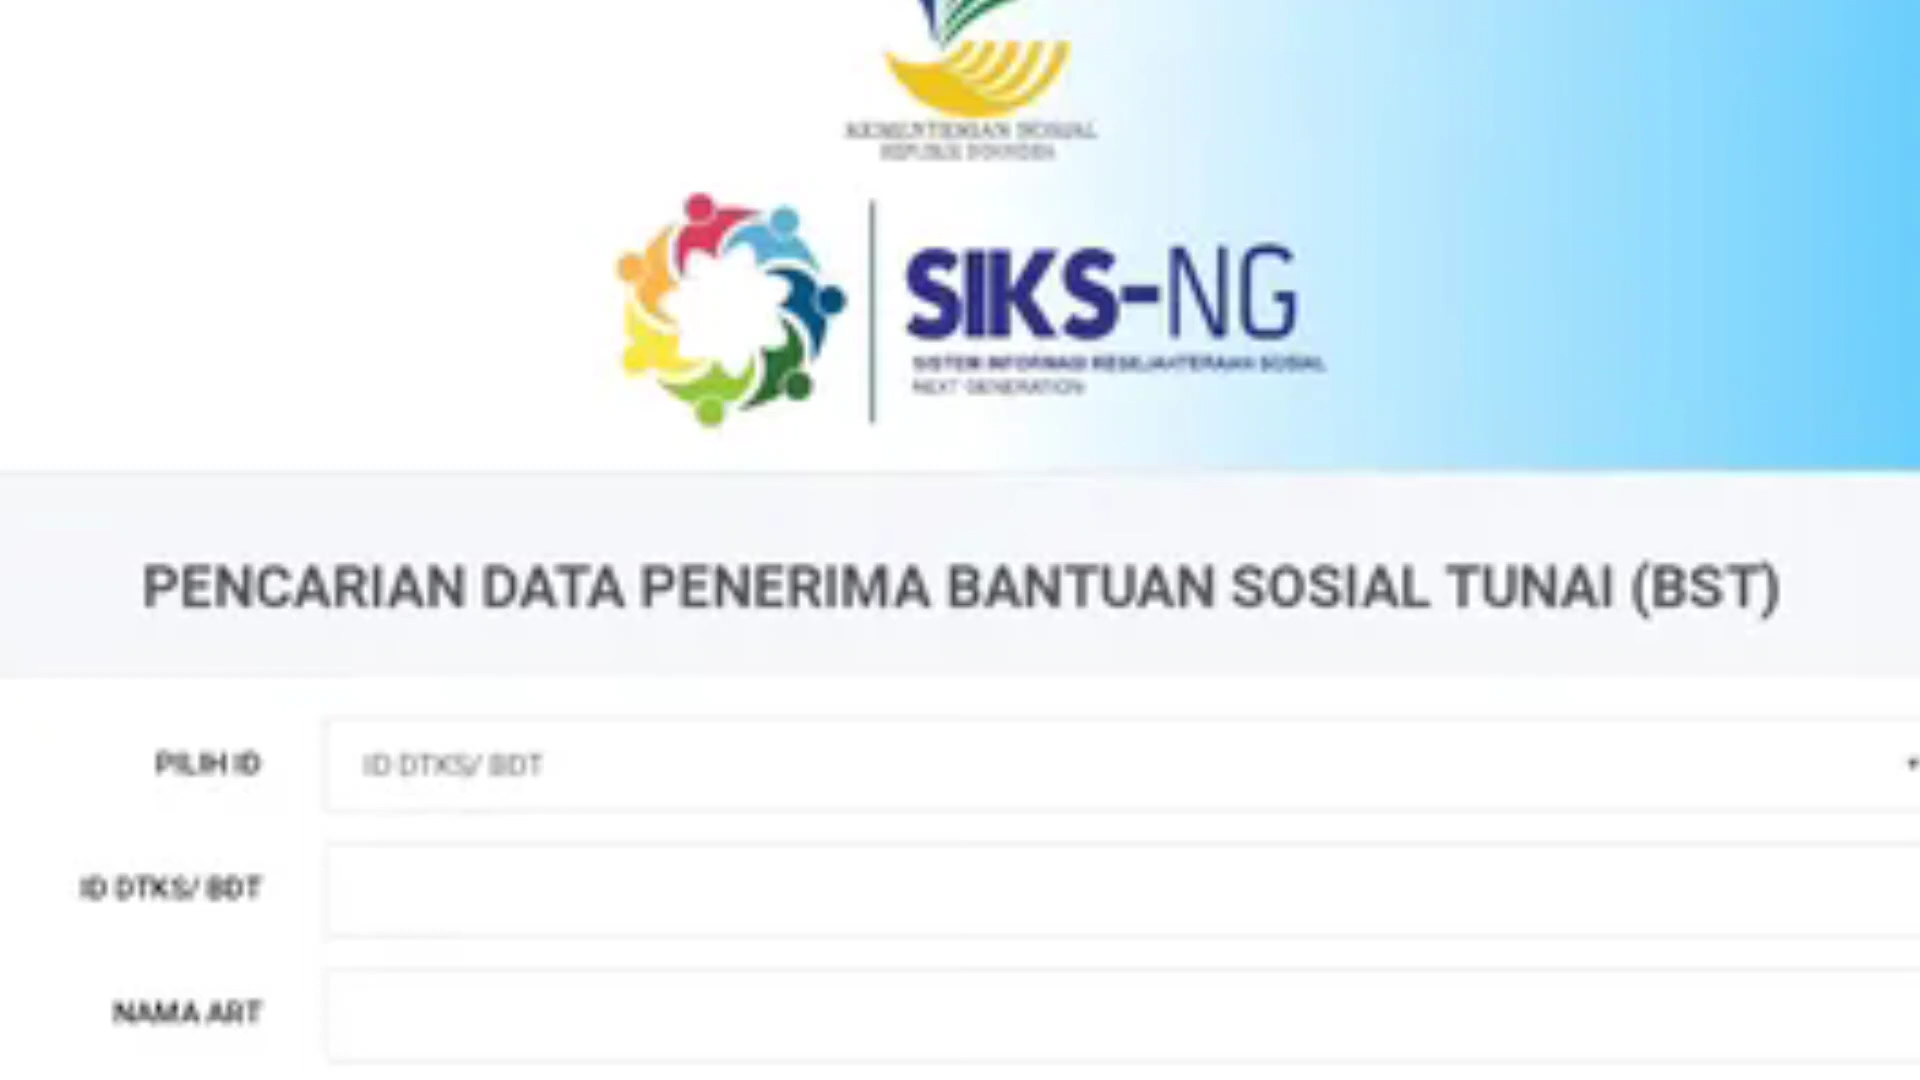 KEMENTERIAN SOSIAL
REPUBLIK INDONESIA
SIKS-NG
SISTEM INFORMASI KESEJAHTERAAN SOSIAL
NEXT GENERATION
PENCARIAN DATA PENERIMA BANTUAN SOSIAL TUNAI (BST)
PILIH ID
ID DTKS/ BDT
ID DTKS/ BDT
NAMA ART